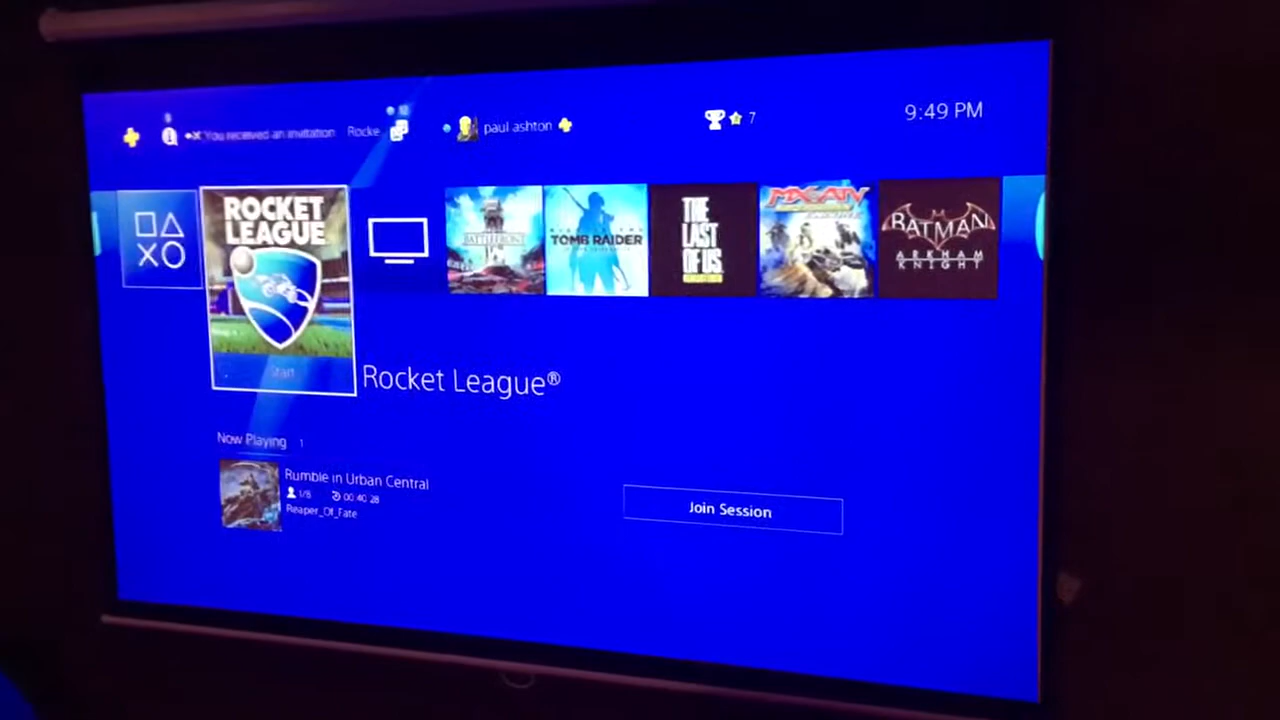 You received an invitation Rocke
paul ashton
7
9:49 PM
ROCKET
LEAGUE
Start
BATTLEFRONT
TOMB RAIDER
THE
LAST
OF US
MX vs ATV
BATMAN
ARKHAM
KNIGHT
Rocket League®
Now Playing 1
Rumble in Urban Central
1/8 00:40:28
Reaper_Of_Fate
Join Session